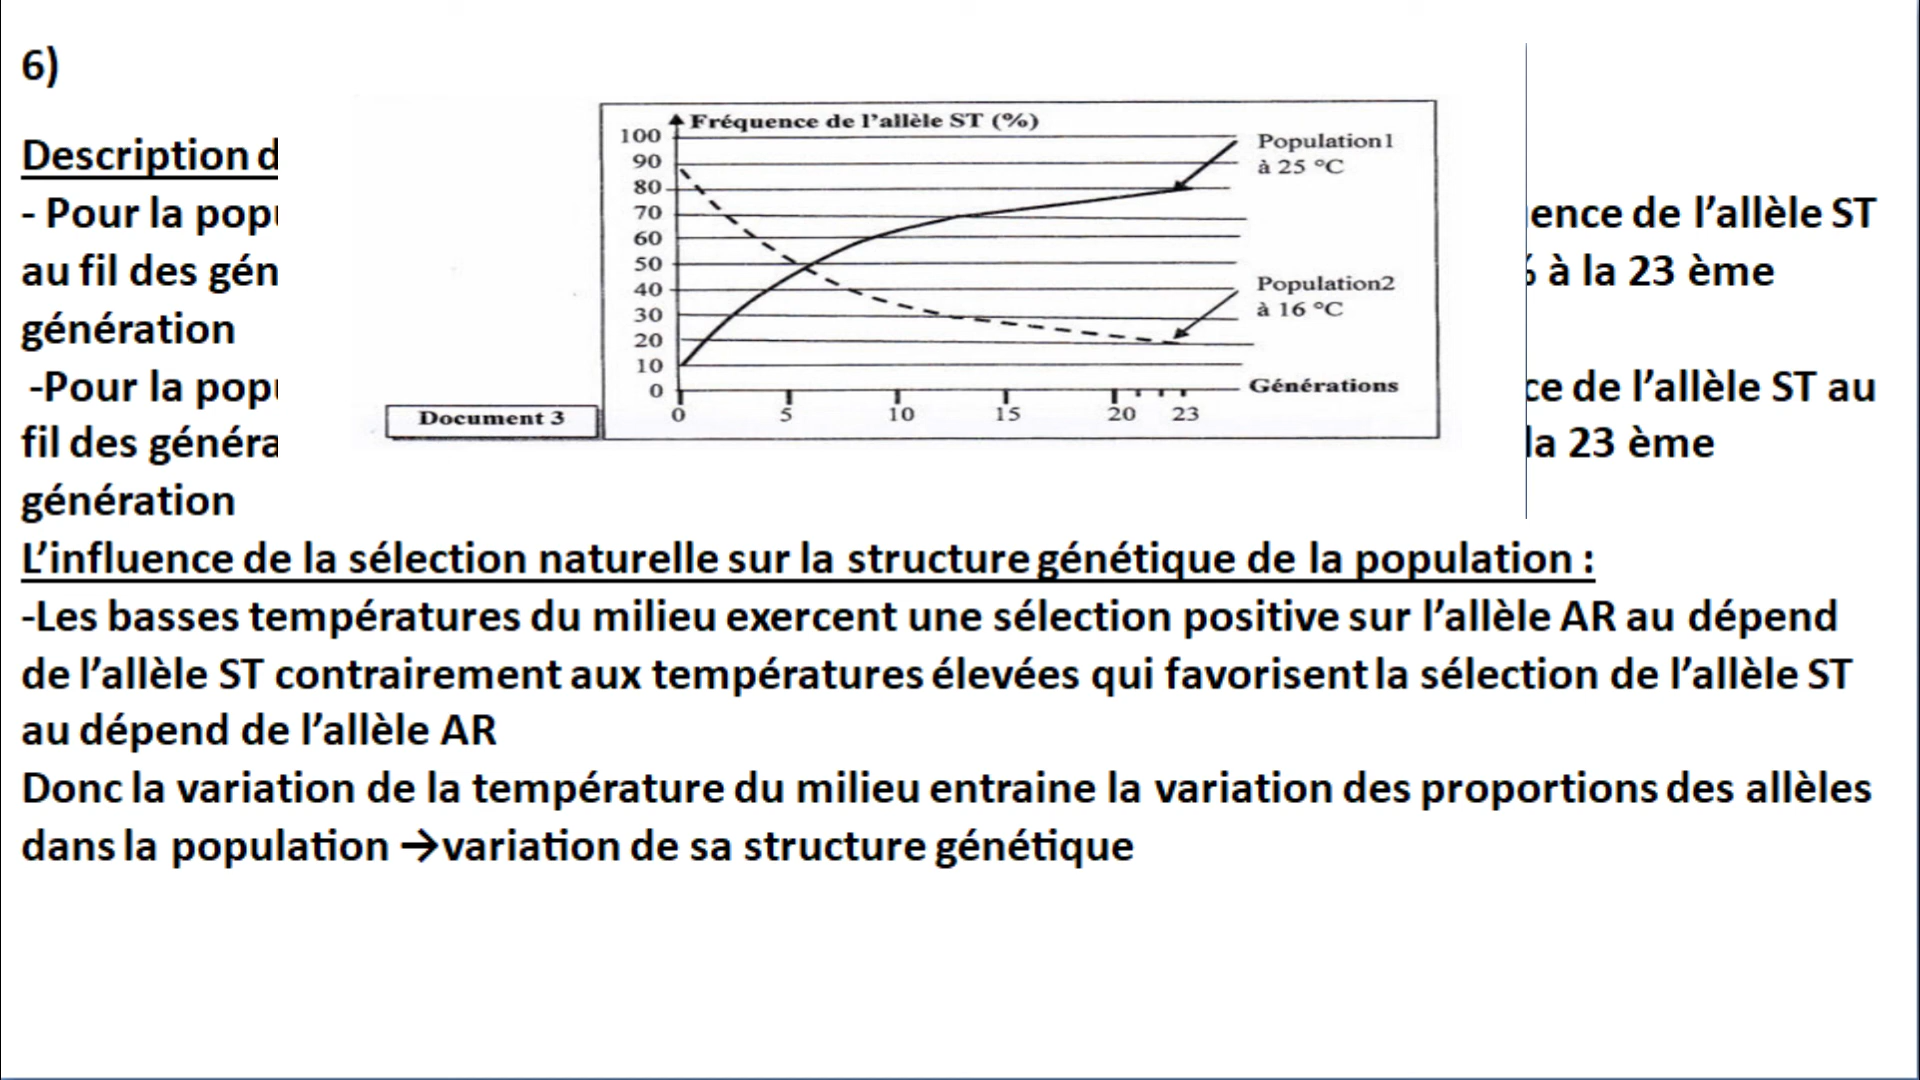 6)
Description
- Pour la
ence de l’allèle ST
au fil des
à la 23 ème
génération
-Pour la
de l’allèle ST au
fil des
la 23 ème
génération
Fréquence de l’allèle ST (%)
100
90
80
70
60
50
40
30
20
10
0
0 5 10 15 20 23
Générations
Population1
à 25 °C
Population2
à 16 °C
Document 3
L’influence de la sélection naturelle sur la structure génétique de la population :
-Les basses températures du milieu exercent une sélection positive sur l’allèle AR au dépend
de l’allèle ST contrairement aux températures élevées qui favorisent la sélection de l’allèle ST
au dépend de l’allèle AR
Donc la variation de la température du milieu entraine la variation des proportions des allèles
dans la population →variation de sa structure génétique